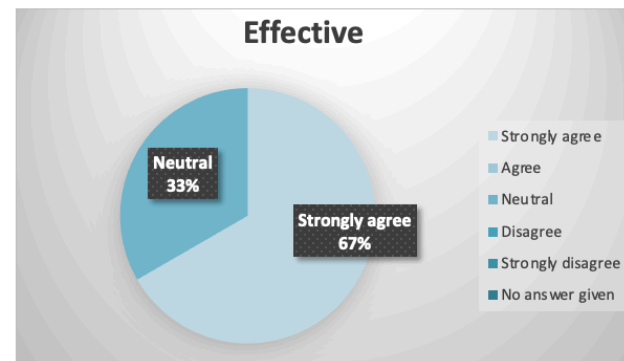 Effective
Neutral
33%
Strongly agree
67%
Strongly agree
Agree
Neutral
Disagree
Strongly disagree
No answer given